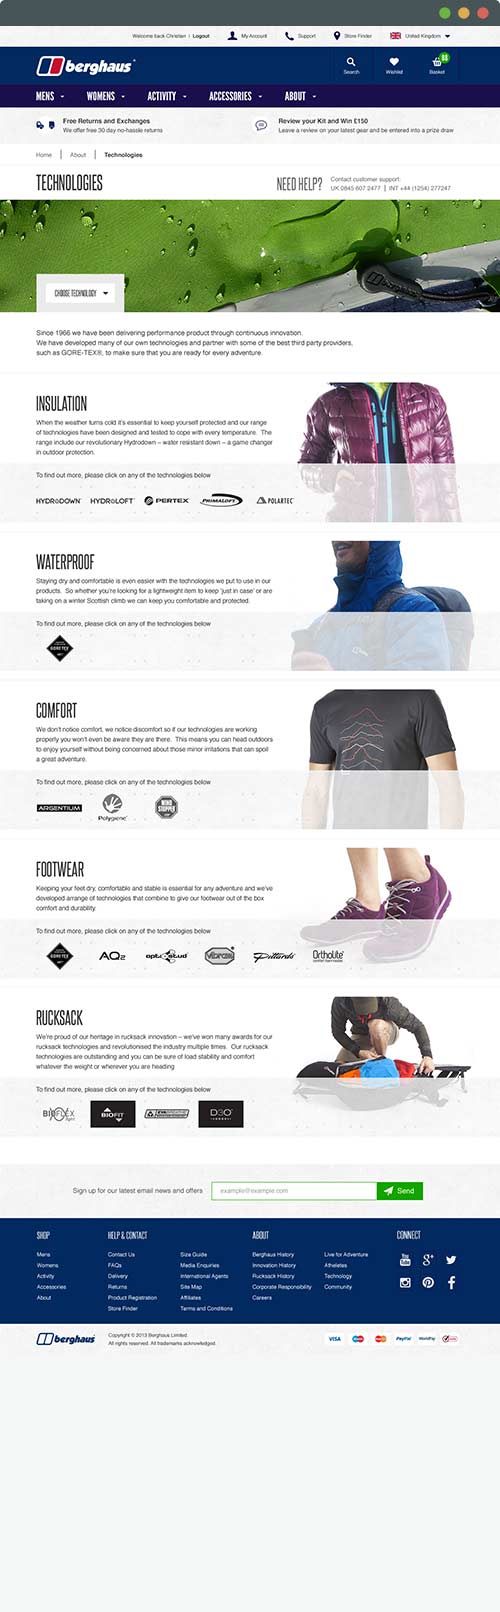 Welcome back Christian | Logout My Account Support Store Finder United Kingdom
berghaus
Search Wishlist Basket
MENS WOMENS ACTIVITY ACCESSORIES ABOUT
Free Returns and Exchanges
We offer free 30 day no-hassle returns
Review your Kit and Win £150
Leave a review on your latest gear and be entered into a prize draw
Home | About | Technologies
TECHNOLOGIES
NEED HELP?
Contact customer support:
UK 0845 607 2477 | INT +44 (1254) 277247
CHOOSE TECHNOLOGY
Since 1966 we have been delivering performance product through continuous innovation.
We have developed many of our own technologies and partner with some of the best third party providers,
such as GORE-TEX®, to make sure that you are ready for every adventure.
INSULATION
When the weather turns cold it's essential to keep yourself protected and our range
of technologies have been designed and tested to cope with every temperature. The
range include our revolutionary Hydrodown – water resistant down – a game changer
in outdoor protection.
To find out more, please click on any of the technologies below
HYDRODOWN HYDROLOFT PERTEX PRIMALOFT POLARTEC
WATERPROOF
Staying dry and comfortable is even easier with the technologies we put to use in our
products. So whether you're looking for a lightweight item to keep 'just in case' or are
taking on a winter Scottish climb we can keep you comfortable and protected.
To find out more, please click on any of the technologies below
GORE-TEX
COMFORT
We don't notice comfort, we notice discomfort so if our technologies are working
properly you won't even be aware they are there. This means you can head outdoors
to enjoy yourself without being concerned about those minor irritations that can spoil
a great adventure.
To find out more, please click on any of the technologies below
ARGENTIUM Polygiene WIND STOPPER
FOOTWEAR
Keeping your feet dry, comfortable and stable is essential for any adventure and we've
developed arrange of technologies that combine to give our footwear out of the box
comfort and durability.
To find out more, please click on any of the technologies below
GORE-TEX AQ2 opti-stud vibram Pittards Ortholite
RUCKSACK
We're proud of our heritage in rucksack innovation – we've won many awards for our
rucksack technologies and revolutionised the industry multiple times. Our rucksack
technologies are outstanding and you can be sure of load stability and comfort
whatever the weight or wherever you are heading
To find out more, please click on any of the technologies below
BIOFLEX light BIOFIT D3O
Sign up for our latest email news and offers example@example.com Send
SHOP HELP & CONTACT ABOUT CONNECT
Mens Contact Us Size Guide Berghaus History Live for Adventure
Womens FAQs Media Enquiries Innovation History Atheletes
Activity Delivery International Agents Rucksack History Technology
Accessories Returns Site Map Corporate Responsibility Community
About Product Registration Affiliates Careers
Store Finder Terms and Conditions
berghaus
Copyright © 2013 Berghaus Limited.
All rights reserved. All trademarks acknowledged.
VISA PayPal WorldPay